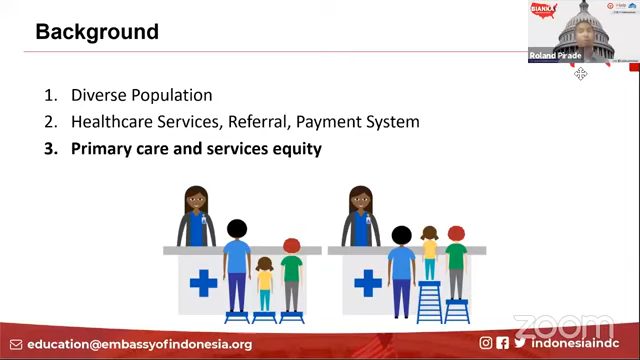 Background
BIANKA
Roland Pirade
1. Diverse Population
2. Healthcare Services, Referral, Payment System
3. Primary care and services equity
zoom
education@embassyofindonesia.org
indonesiaindc